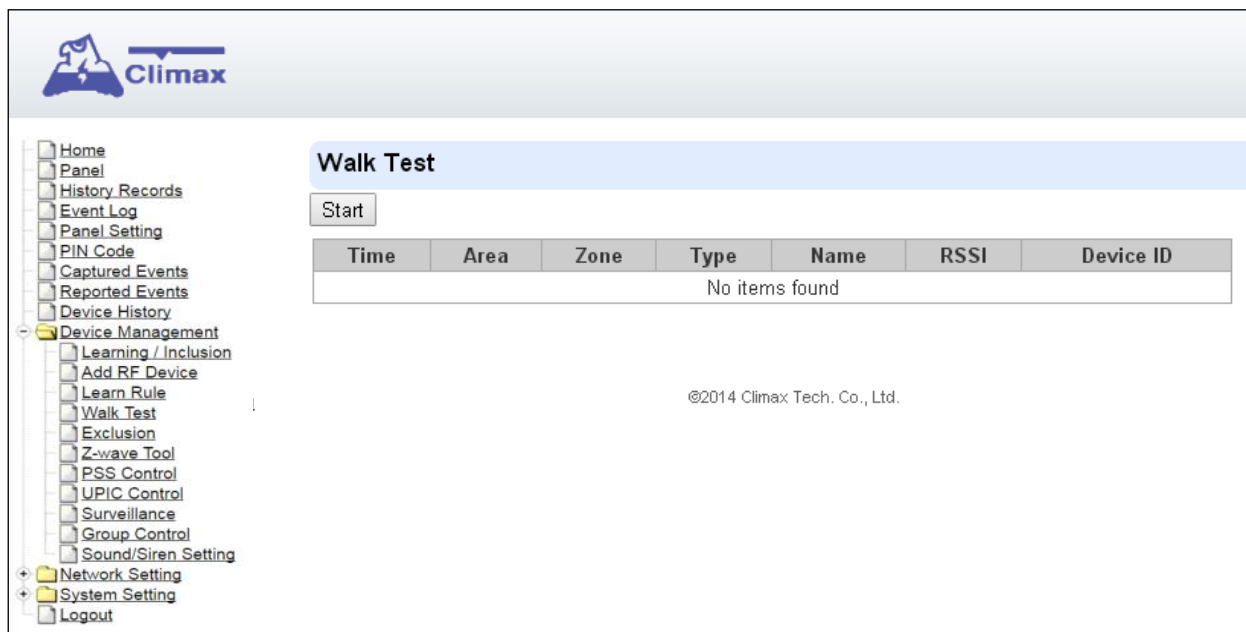 Climax
Home
Panel
History Records
Event Log
Panel Setting
PIN Code
Captured Events
Reported Events
Device History
Device Management
Learning / Inclusion
Add RF Device
Learn Rule
Walk Test
Exclusion
Z-wave Tool
PSS Control
UPIC Control
Surveillance
Group Control
Sound/Siren Setting
Network Setting
System Setting
Logout
Walk Test
Start
Time Area Zone Type Name RSSI Device ID
No items found
©2014 Climax Tech. Co., Ltd.